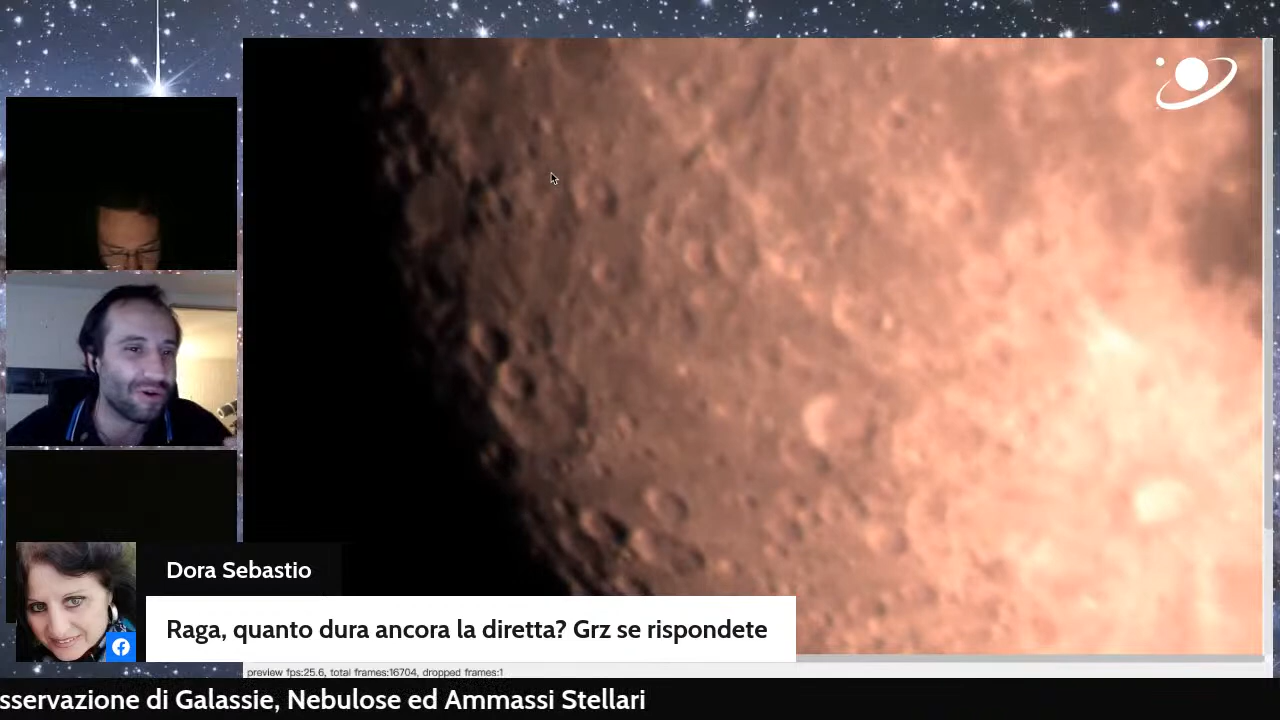 Dora Sebastio
Raga, quanto dura ancora la diretta? Grz se rispondete
preview fps:25.6, total frames:16704, dropped frames:1
sservazione di Galassie, Nebulose ed Ammassi Stellari